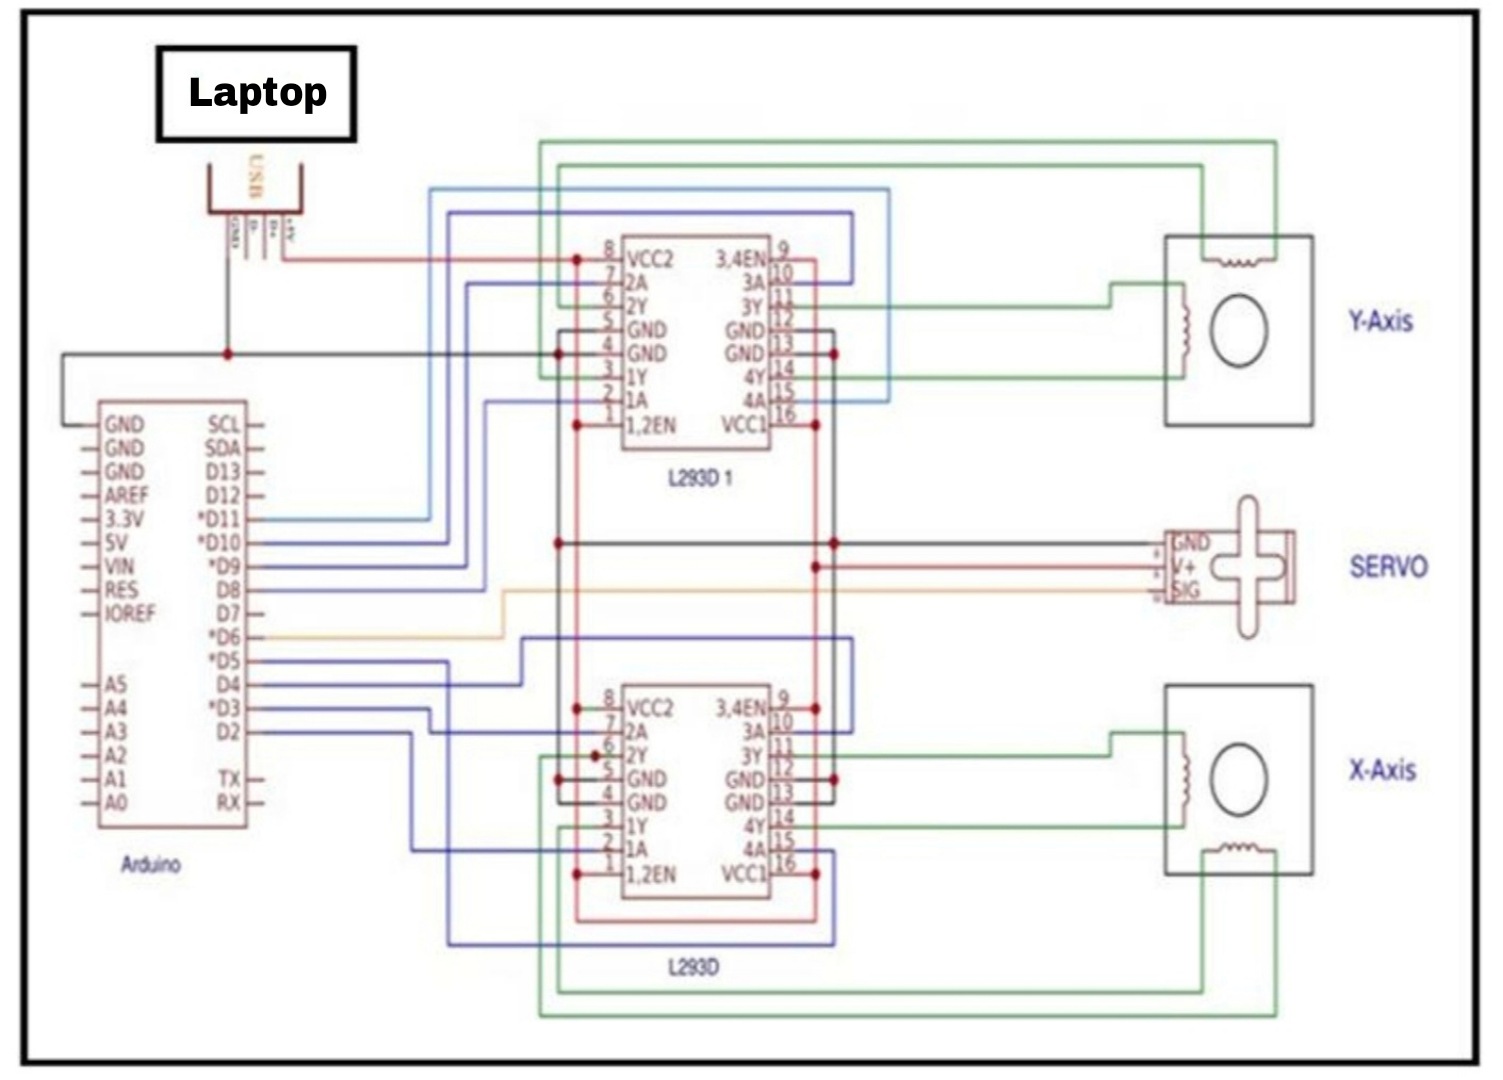 Laptop
USB
GND
D-
D+
+5V
8 VCC2 3,4EN 9
7 2A 3A 10
6 2Y 3Y 11
5 GND GND 12
4 GND GND 13
3 1Y 4Y 14
2 1A 4A 15
1 1,2EN VCC1 16
L293D 1
Y-Axis
GND SCL
GND SDA
GND D13
AREF D12
3.3V *D11
5V *D10
VIN *D9
RES D8
IOREF D7
*D6
*D5
A5 D4
A4 *D3
A3 D2
A2
A1 TX
A0 RX
Arduino
GND
V+
SIG
SERVO
8 VCC2 3,4EN 9
7 2A 3A 10
6 2Y 3Y 11
5 GND GND 12
4 GND GND 13
3 1Y 4Y 14
2 1A 4A 15
1 1,2EN VCC1 16
L293D
X-Axis